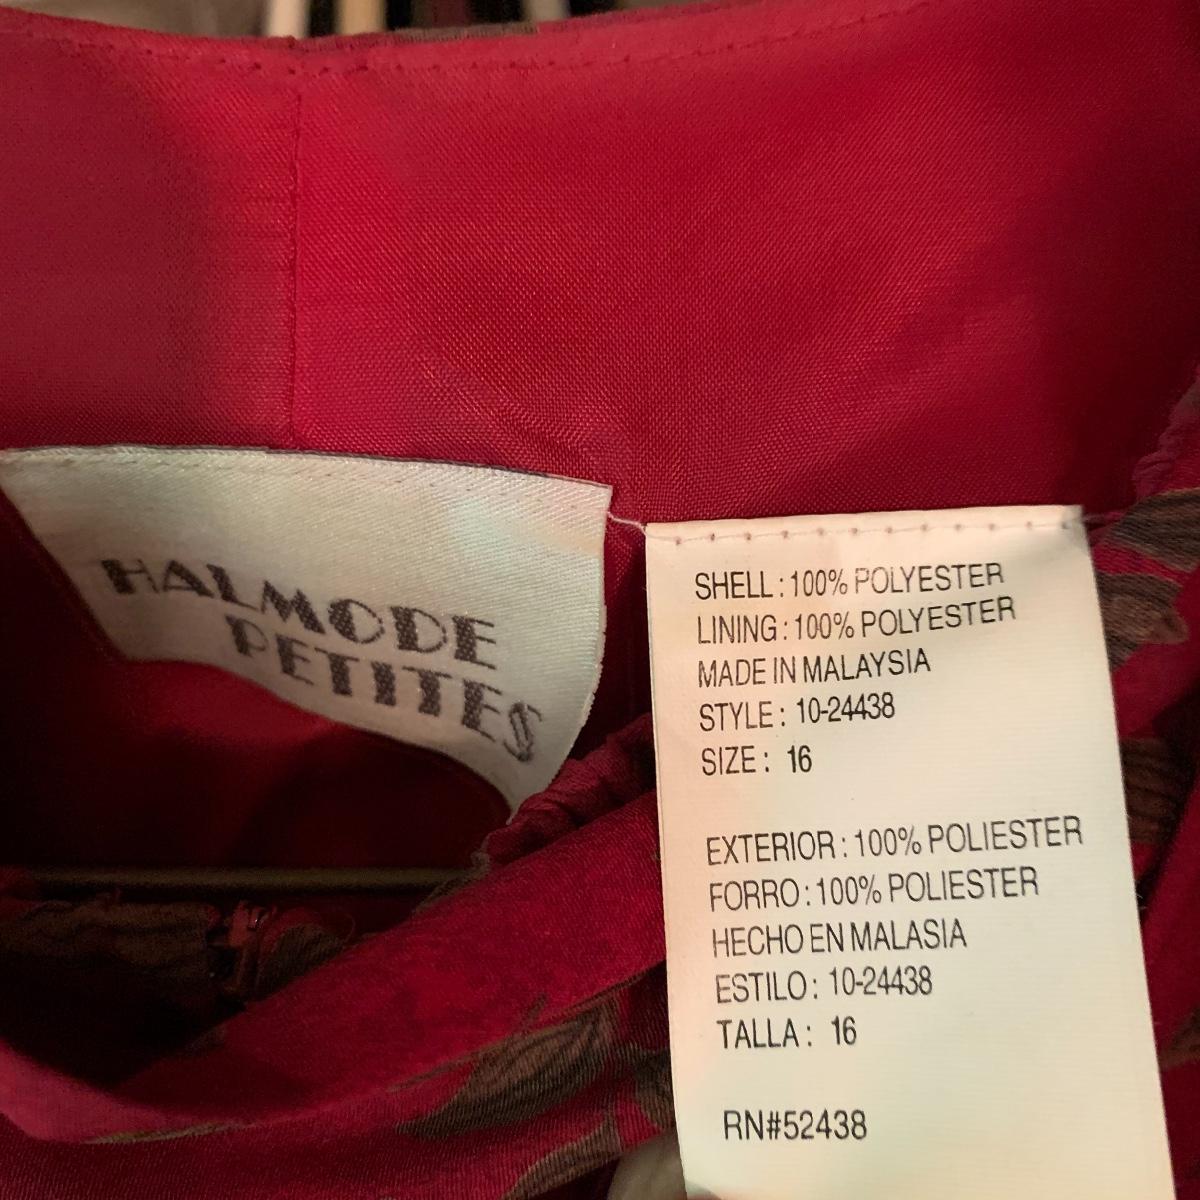 HALMODE
PETITES
SHELL: 100% POLYESTER
LINING: 100% POLYESTER
MADE IN MALAYSIA
STYLE: 10-24438
SIZE: 16
EXTERIOR: 100% POLIESTER
FORRO: 100% POLIESTER
HECHO EN MALASIA
ESTILO: 10-24438
TALLA: 16
RN#52438